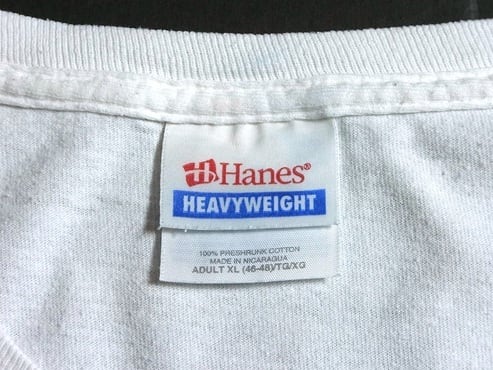 Hanes®
HEAVYWEIGHT
100% PRESHRUNK COTTON
MADE IN NICARAGUA
ADULT XL (46-48)/TG/XG